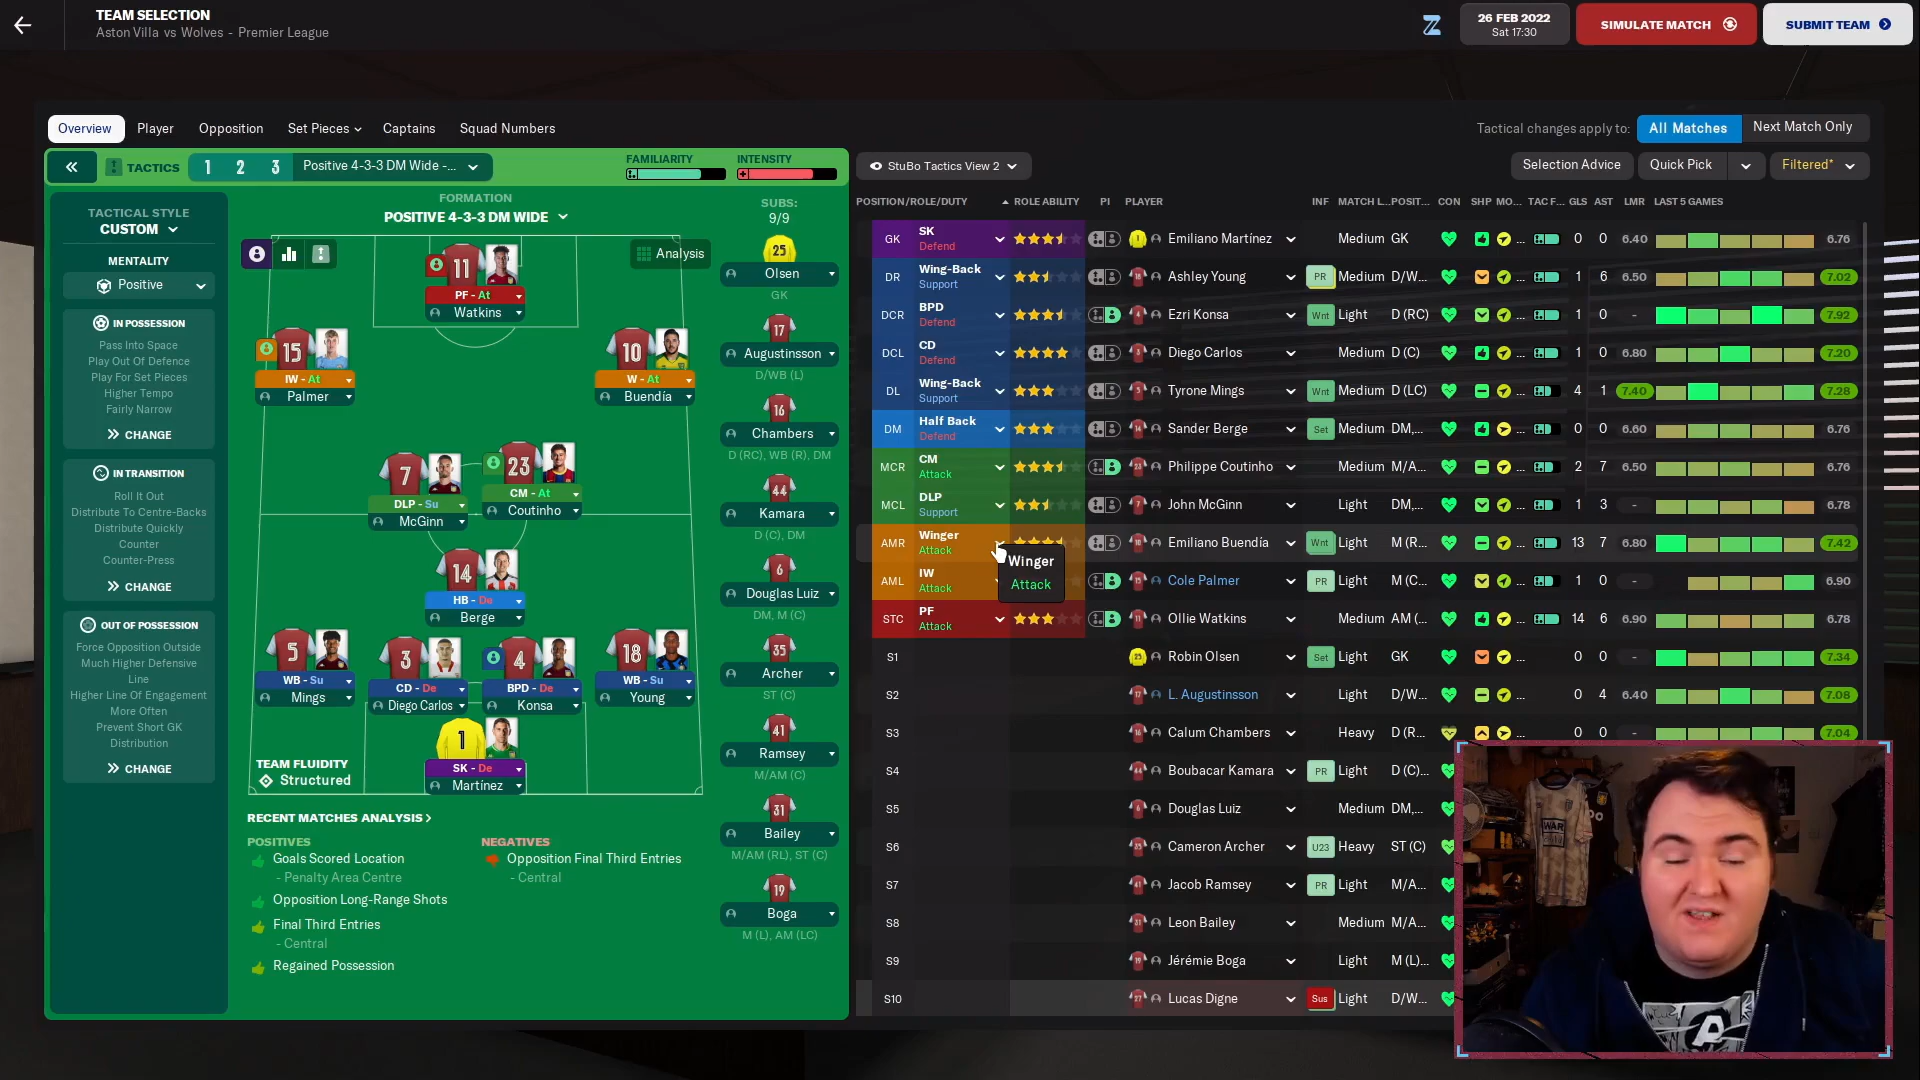 TEAM SELECTION
Aston Villa vs Wolves - Premier League
26 FEB 2022
Sat 17:30
SIMULATE MATCH
SUBMIT TEAM
Overview Player Opposition Set Pieces Captains Squad Numbers
Tactical changes apply to: All Matches Next Match Only
TACTICS 1 2 3 Positive 4-3-3 DM Wide -...
FAMILIARITY
INTENSITY
StuBo Tactics View 2
Selection Advice Quick Pick Filtered*
TACTICAL STYLE
CUSTOM
MENTALITY
Positive
IN POSSESSION
Pass Into Space
Play Out Of Defence
Play For Set Pieces
Higher Tempo
Fairly Narrow
CHANGE
IN TRANSITION
Roll It Out
Distribute To Centre-Backs
Distribute Quickly
Counter
Counter-Press
CHANGE
OUT OF POSSESSION
Force Opposition Outside
Much Higher Defensive
Line
Higher Line Of Engagement
More Often
Prevent Short GK
Distribution
CHANGE
FORMATION
POSITIVE 4-3-3 DM WIDE
Analysis
11
PF - At
Watkins
15
IW - At
Palmer
10
W - At
Buendía
7
DLP - Su
McGinn
23
CM - At
Coutinho
14
HB - De
Berge
5
WB - Su
Mings
3
CD - De
Diego Carlos
4
BPD - De
Konsa
18
WB - Su
Young
1
SK - De
Martínez
TEAM FLUIDITY
Structured
RECENT MATCHES ANALYSIS >
POSITIVES
Goals Scored Location
- Penalty Area Centre
Opposition Long-Range Shots
Final Third Entries
- Central
Regained Possession
NEGATIVES
Opposition Final Third Entries
- Central
SUBS:
9/9
25
Olsen
GK
17
Augustinsson
D/WB (L)
16
Chambers
D (RC), WB (R), DM
44
Kamara
D (C), DM
6
Douglas Luiz
DM, M (C)
35
Archer
ST (C)
41
Ramsey
M/AM (C)
31
Bailey
M/AM (RL), ST (C)
19
Boga
M (L), AM (LC)
POSITION/ROLE/DUTY ROLE ABILITY PI PLAYER INF MATCH L... POSIT... CON SHP MO... TAC F... GLS AST LMR LAST 5 GAMES
GK SK Defend Emiliano Martínez Medium GK ... 0 0 6.40 6.76
DR Wing-Back Support Ashley Young PR Medium D/W... ... 1 6 6.50 7.02
DCR BPD Defend Ezri Konsa Wnt Light D (RC) ... 1 0 - 7.92
DCL CD Defend Diego Carlos Medium D (C) ... 1 0 6.80 7.20
DL Wing-Back Support Tyrone Mings Wnt Medium D (LC) ... 4 1 7.40 7.28
DM Half Back Defend Sander Berge Set Medium DM,... ... 0 0 6.60 6.76
MCR CM Attack Philippe Coutinho Medium M/A... ... 2 7 6.50 6.76
MCL DLP Support John McGinn Light DM,... ... 1 3 - 6.78
AMR Winger Attack Emiliano Buendía Wnt Light M (R... ... 13 7 6.80 7.42
AML IW Attack Cole Palmer PR Light M (C... ... 1 0 - 6.90
STC PF Attack Ollie Watkins Medium AM (... ... 14 6 6.90 6.78
Winger
Attack
S1 Robin Olsen Set Light GK ... 0 0 - 7.34
S2 L. Augustinsson Light D/W... ... 0 4 6.40 7.08
S3 Calum Chambers Heavy D (R... ... 0 0 - 7.04
S4 Boubacar Kamara PR Light D (C)...
S5 Douglas Luiz Medium DM,...
S6 Cameron Archer U23 Heavy ST (C)
S7 Jacob Ramsey PR Light M/A...
S8 Leon Bailey Medium M/A...
S9 Jérémie Boga Light M (L)...
S10 Lucas Digne Sus Light D/W...
WAR